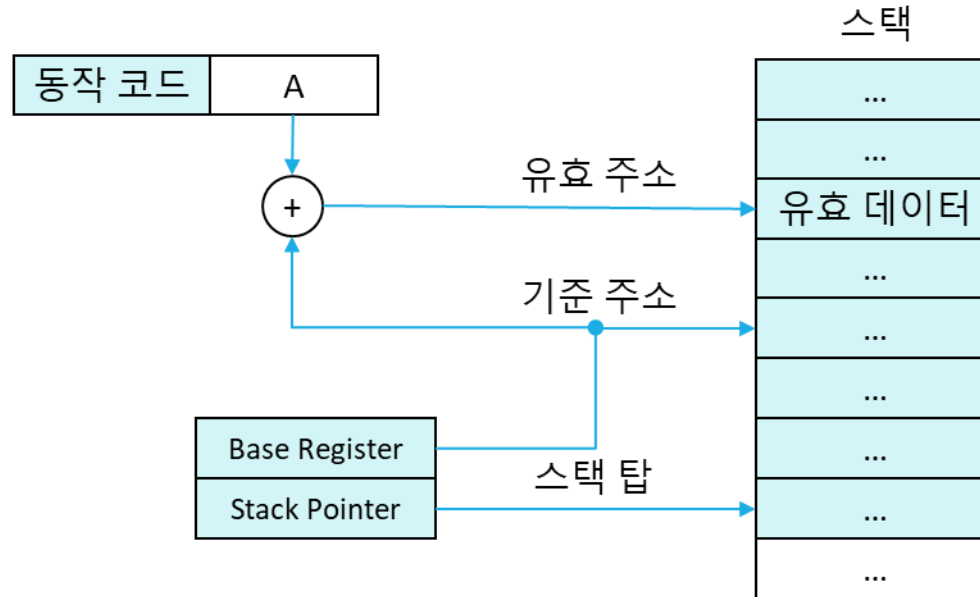 스택
동작 코드
A
...
...
+
유효 주소
유효 데이터
...
기준 주소
...
...
Base Register
...
스택 탑
Stack Pointer
...
...